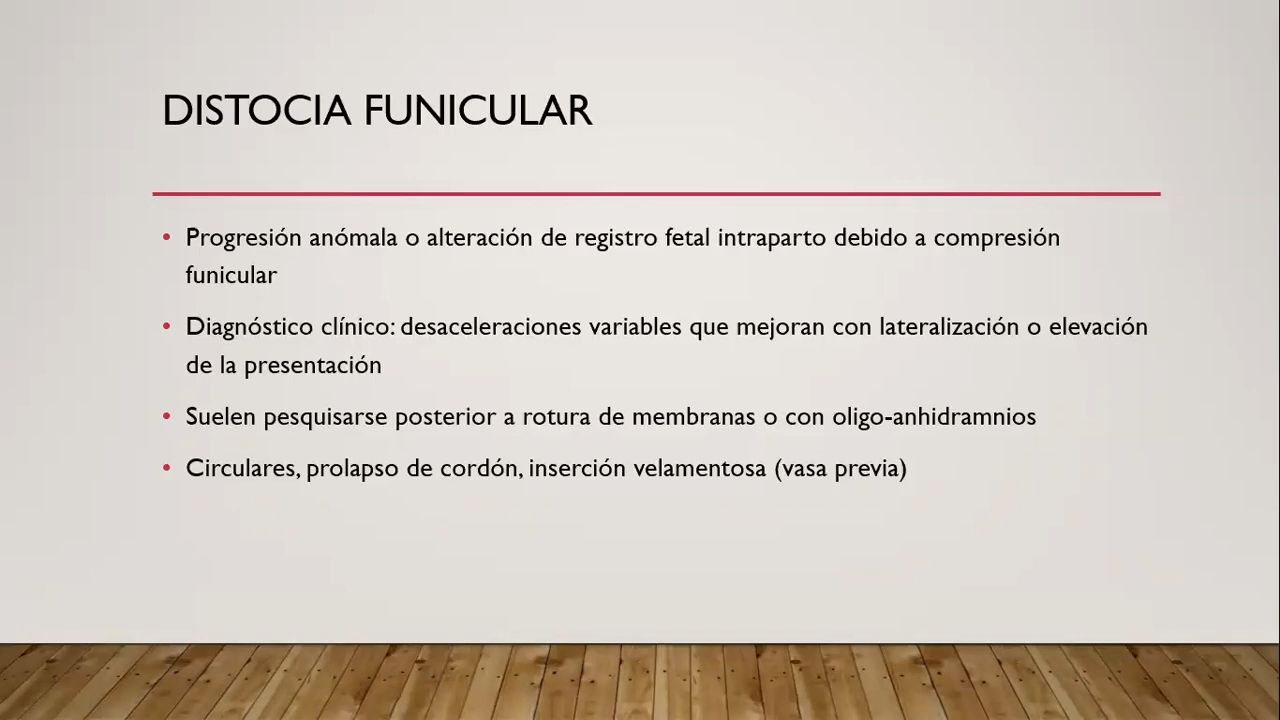 DISTOCIA FUNICULAR
• Progresión anómala o alteración de registro fetal intraparto debido a compresión
funicular
• Diagnóstico clínico: desaceleraciones variables que mejoran con lateralización o elevación
de la presentación
• Suelen pesquisarse posterior a rotura de membranas o con oligo-anhidramnios
• Circulares, prolapso de cordón, inserción velamentosa (vasa previa)